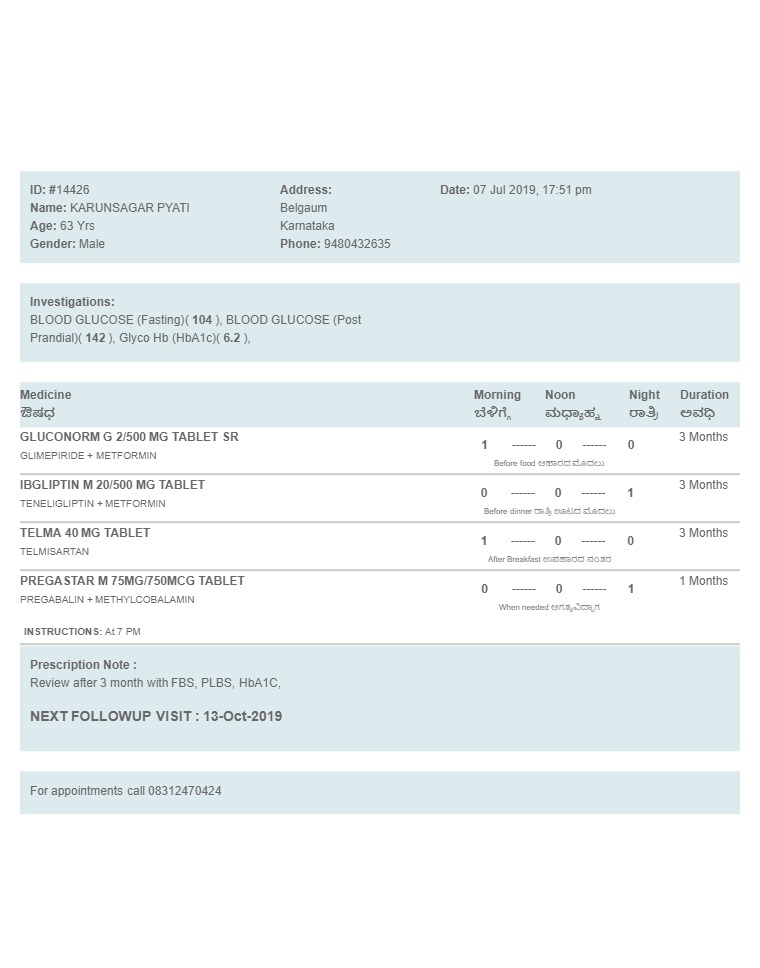 ID: #14426
Name: KARUNSAGAR PYATI
Age: 63 Yrs
Gender: Male
Address:
Belgaum
Karnataka
Phone: 9480432635
Date: 07 Jul 2019, 17:51 pm
Investigations:
BLOOD GLUCOSE (Fasting)( 104 ), BLOOD GLUCOSE (Post
Prandial)( 142 ), Glyco Hb (HbA1c)( 6.2 ),
Medicine Morning Noon Night Duration
ಔಷಧ ಬೆಳಿಗ್ಗೆ ಮಧ್ಯಾಹ್ನ ರಾತ್ರಿ ಅವಧಿ
GLUCONORM G 2/500 MG TABLET SR 1 ------ 0 ------ 0 3 Months
GLIMEPIRIDE + METFORMIN
Before food ಆಹಾರದ ಮೊದಲು
IBGLIPTIN M 20/500 MG TABLET 0 ------ 0 ------ 1 3 Months
TENELIGLIPTIN + METFORMIN
Before dinner ರಾತ್ರಿ ಊಟದ ಮೊದಲು
TELMA 40 MG TABLET 1 ------ 0 ------ 0 3 Months
TELMISARTAN
After Breakfast ಉಪಹಾರದ ನಂತರ
PREGASTAR M 75MG/750MCG TABLET 0 ------ 0 ------ 1 1 Months
PREGABALIN + METHYLCOBALAMIN
When needed ಅಗತ್ಯವಿದ್ದಾಗ
INSTRUCTIONS: At 7 PM
Prescription Note :
Review after 3 month with FBS, PLBS, HbA1C,
NEXT FOLLOWUP VISIT : 13-Oct-2019
For appointments call 08312470424